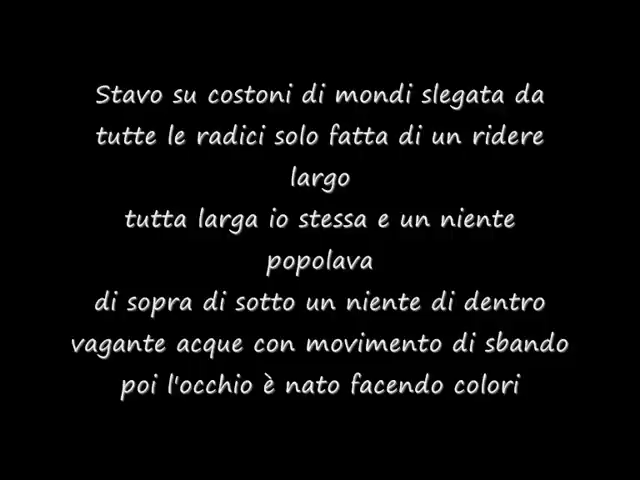 Stavo su costoni di mondi slegata da
tutte le radici solo fatta di un ridere
largo
tutta larga io stessa e un niente
popolava
di sopra di sotto un niente di dentro
vagante acque con movimento di sbando
poi l'occhio è nato facendo colori